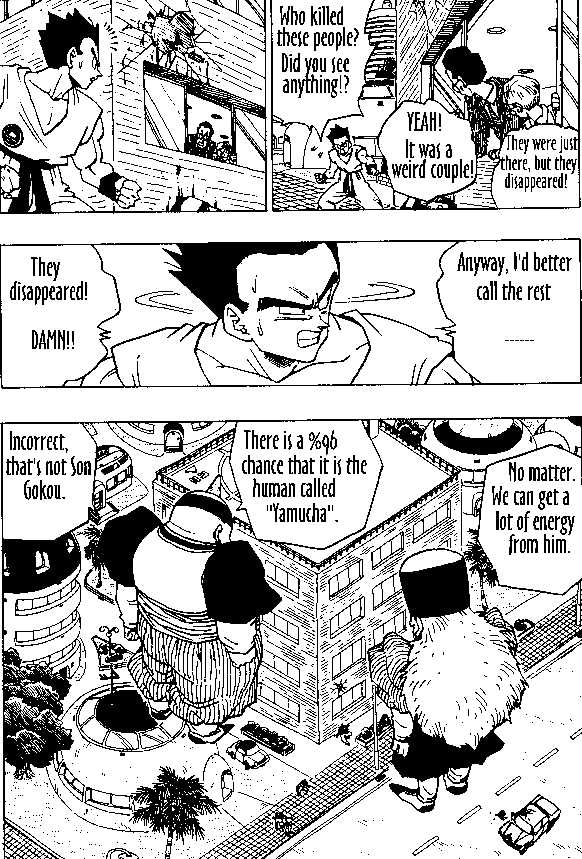 Who killed
these people?
Did you see
anything!?
YEAH!
It was a
weird couple!
They were just
there, but they
disappeared!
They
disappeared!
DAMN!!
Anyway, I'd better
call the rest
------
Incorrect,
that's not Son
Gokou.
There is a %96
chance that it is the
human called
"Yamucha".
No matter.
We can get a
lot of energy
from him.